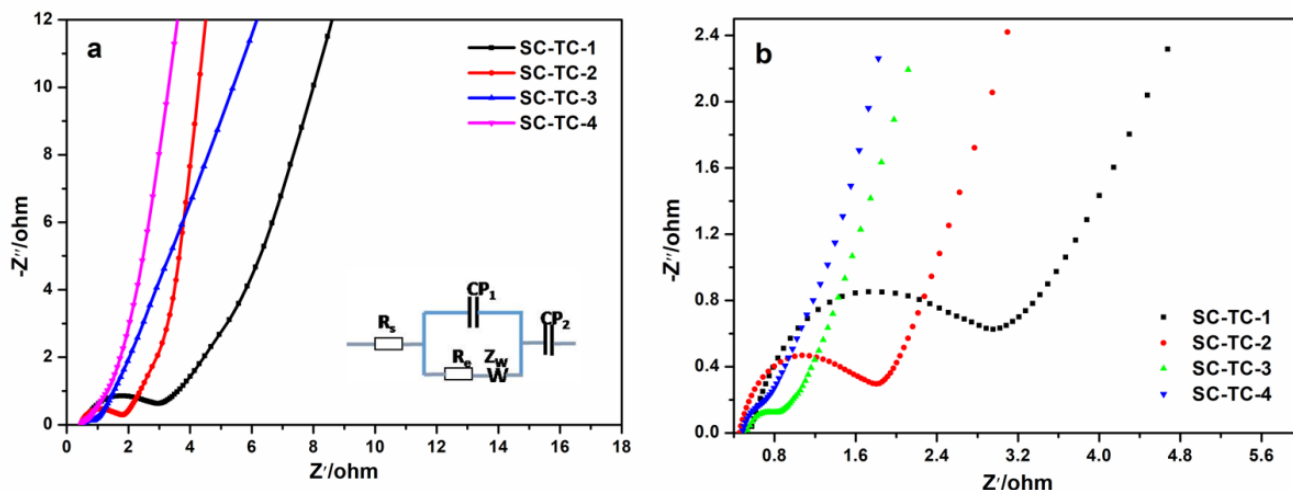 a
12
10
8
6
4
2
0
-Z″/ohm
SC-TC-1
SC-TC-2
SC-TC-3
SC-TC-4
CP₁
CP₂
Rₛ
Rₑ
Z_W
W
0 2 4 6 8 10 12 14 16 18
Z′/ohm
b
2.4
2.0
1.6
1.2
0.8
0.4
0.0
-Z″/ohm
SC-TC-1
SC-TC-2
SC-TC-3
SC-TC-4
0.8 1.6 2.4 3.2 4.0 4.8 5.6
Z′/ohm